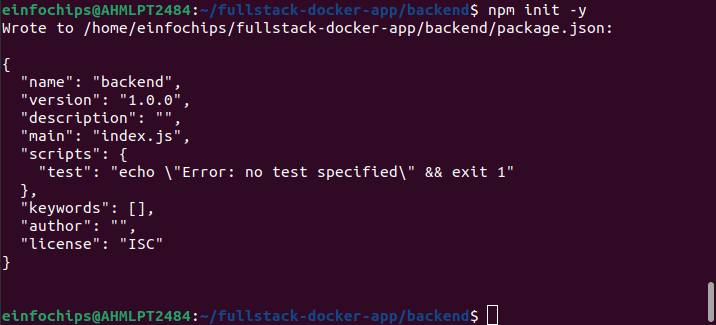 einfochips@AHMLPT2484:~/fullstack-docker-app/backend$ npm init -y
Wrote to /home/einfochips/fullstack-docker-app/backend/package.json:

{
  "name": "backend",
  "version": "1.0.0",
  "description": "",
  "main": "index.js",
  "scripts": {
    "test": "echo \"Error: no test specified\" && exit 1"
  },
  "keywords": [],
  "author": "",
  "license": "ISC"
}

einfochips@AHMLPT2484:~/fullstack-docker-app/backend$